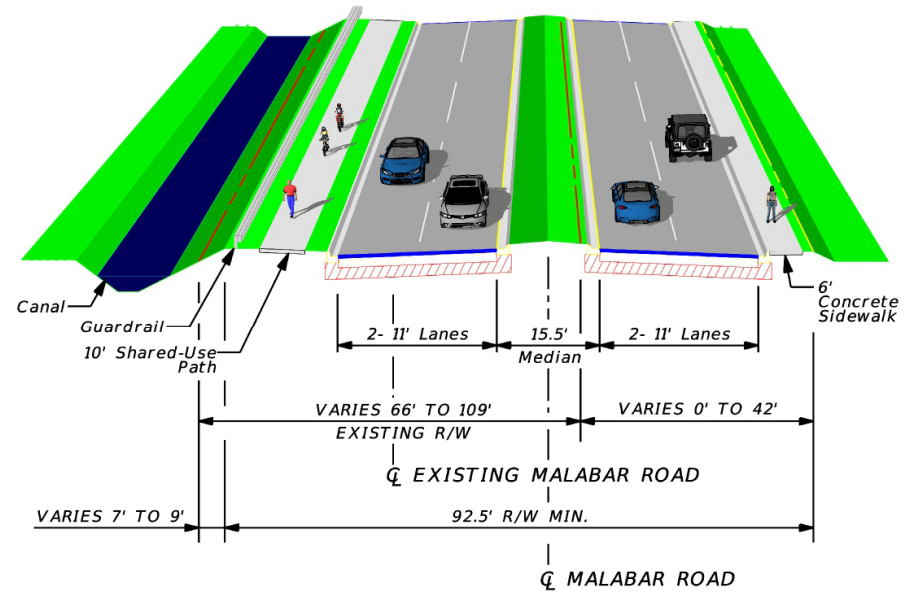 Canal
Guardrail
10' Shared-Use
Path
6'
Concrete
Sidewalk
2- 11' Lanes
15.5'
Median
2- 11' Lanes
VARIES 66' TO 109'
EXISTING R/W
VARIES 0' TO 42'
℄ EXISTING MALABAR ROAD
VARIES 7' TO 9'
92.5' R/W MIN.
℄ MALABAR ROAD